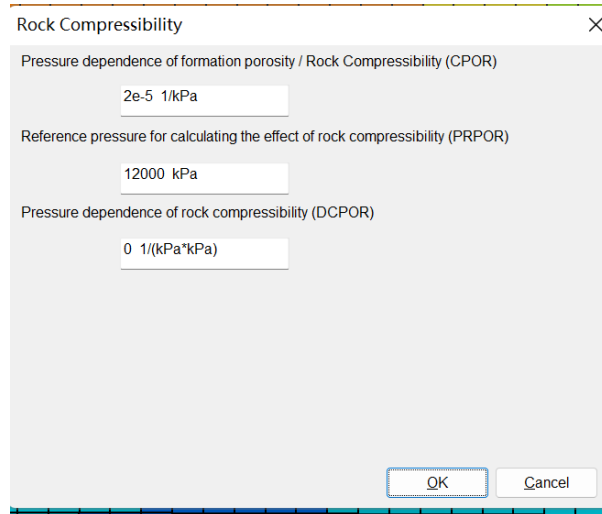 Rock Compressibility
Pressure dependence of formation porosity / Rock Compressibility (CPOR)
2e-5 1/kPa
Reference pressure for calculating the effect of rock compressibility (PRPOR)
12000 kPa
Pressure dependence of rock compressibility (DCPOR)
0 1/(kPa*kPa)
OK Cancel